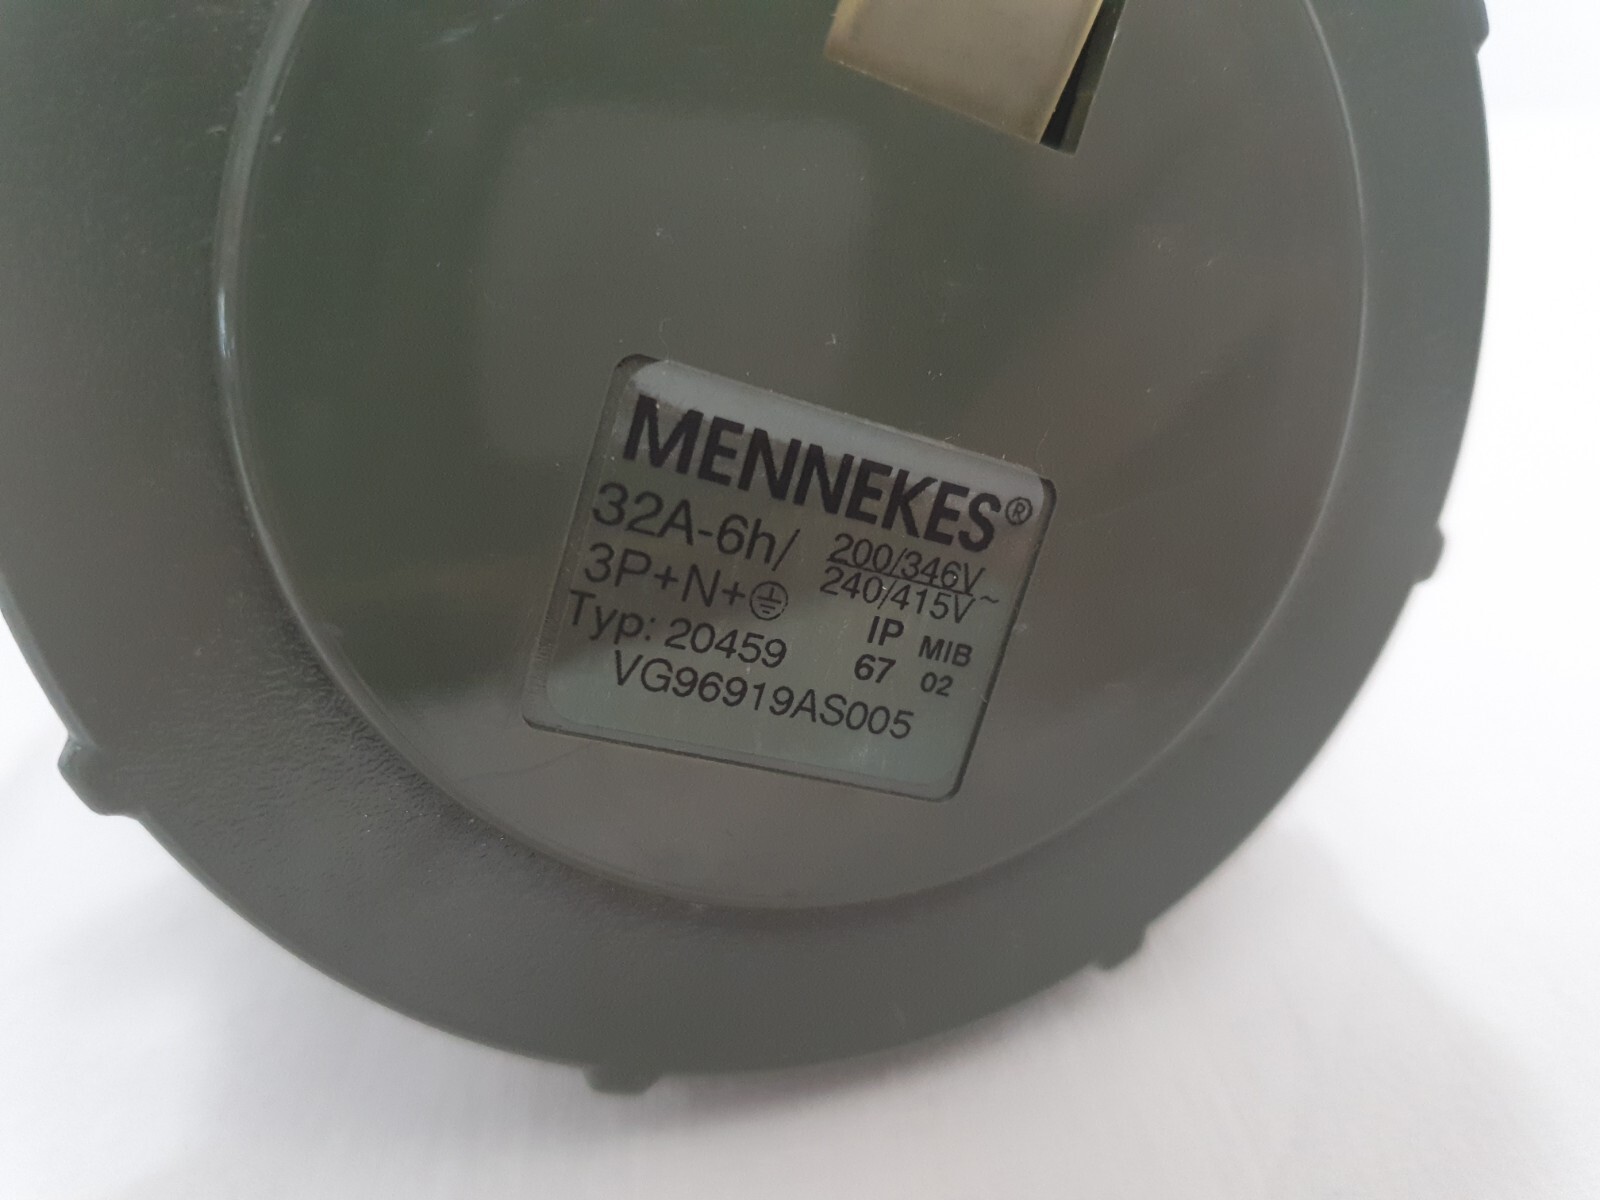 MENNEKES®
32A-6h/ 200/346V
240/415V~
3P+N+⏚
Typ: 20459 IP 67 MIB 02
VG96919AS005